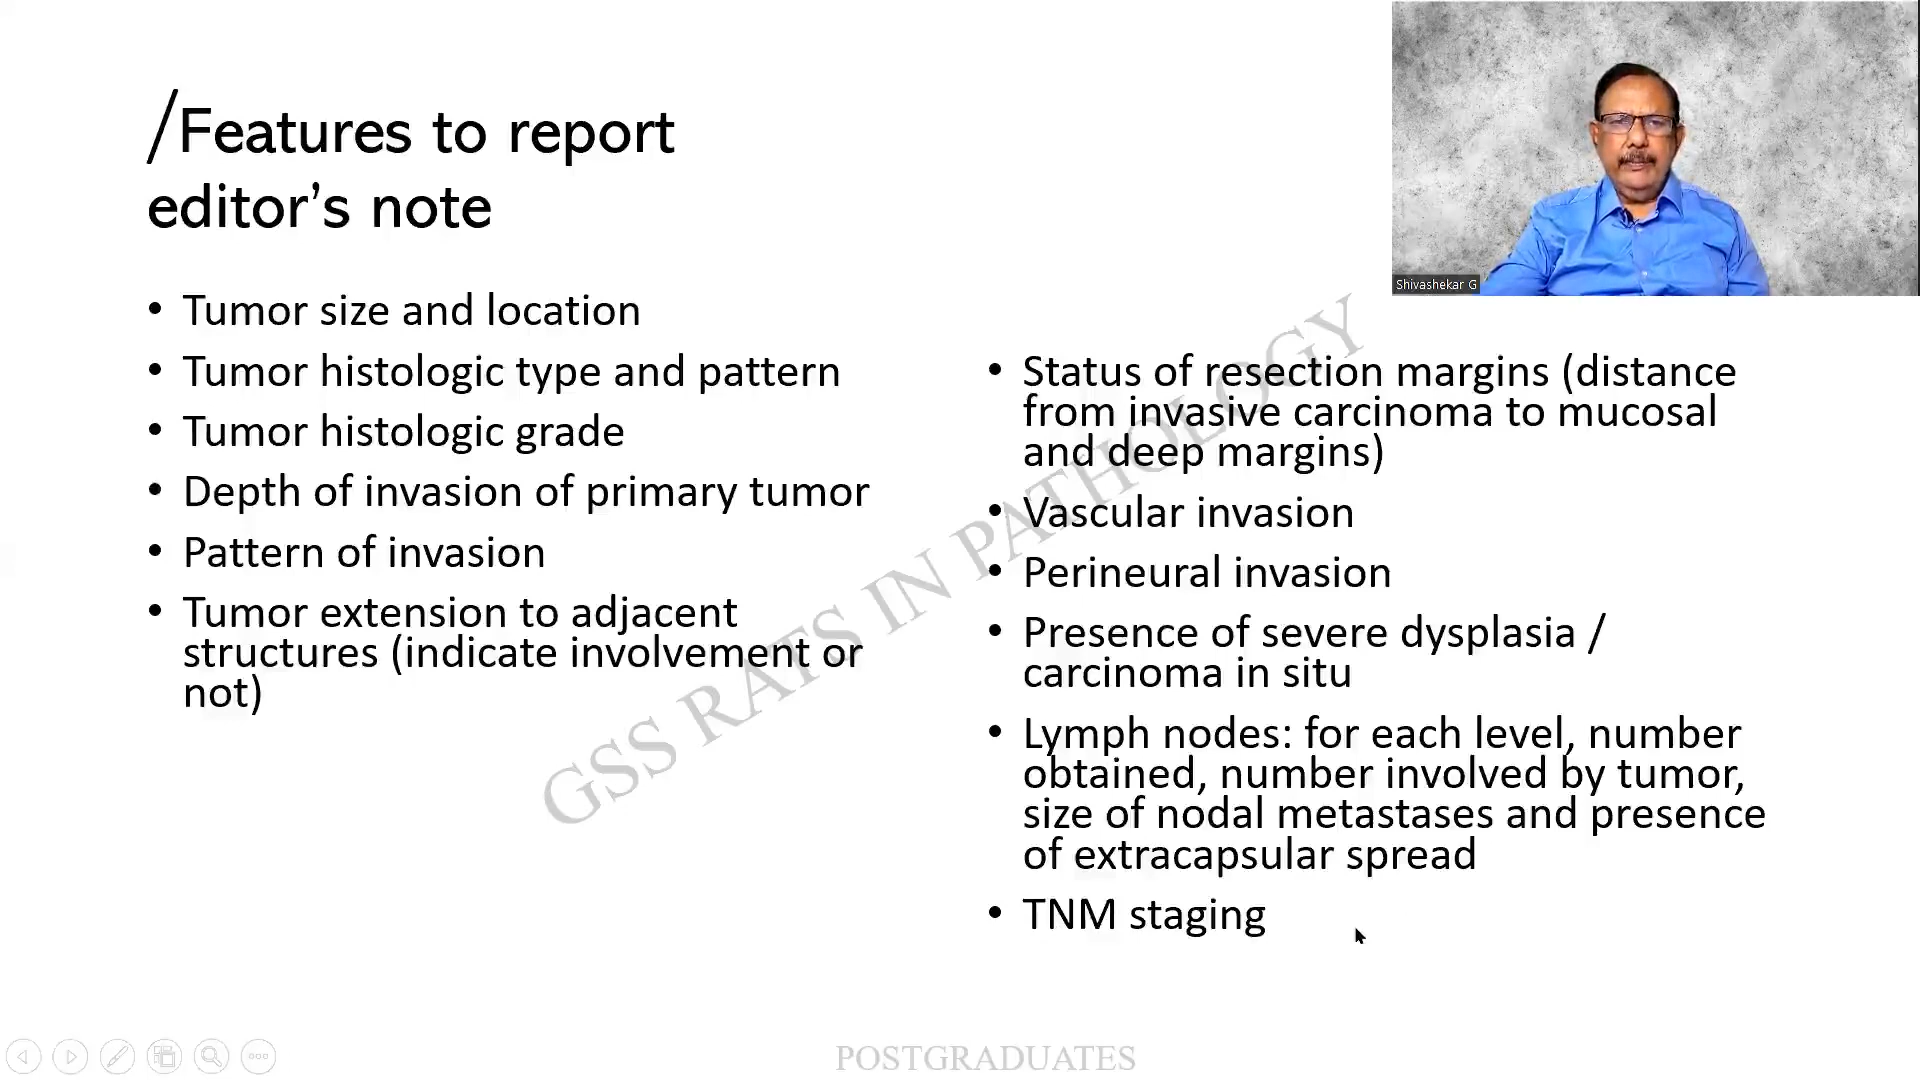 /Features to report
editor’s note
• Tumor size and location
• Tumor histologic type and pattern
• Tumor histologic grade
• Depth of invasion of primary tumor
• Pattern of invasion
• Tumor extension to adjacent
structures (indicate involvement or
not)
• Status of resection margins (distance
from invasive carcinoma to mucosal
and deep margins)
• Vascular invasion
• Perineural invasion
• Presence of severe dysplasia /
carcinoma in situ
• Lymph nodes: for each level, number
obtained, number involved by tumor,
size of nodal metastases and presence
of extracapsular spread
• TNM staging
Shivashekar G
GSS RATS IN PATHOLOGY
POSTGRADUATES